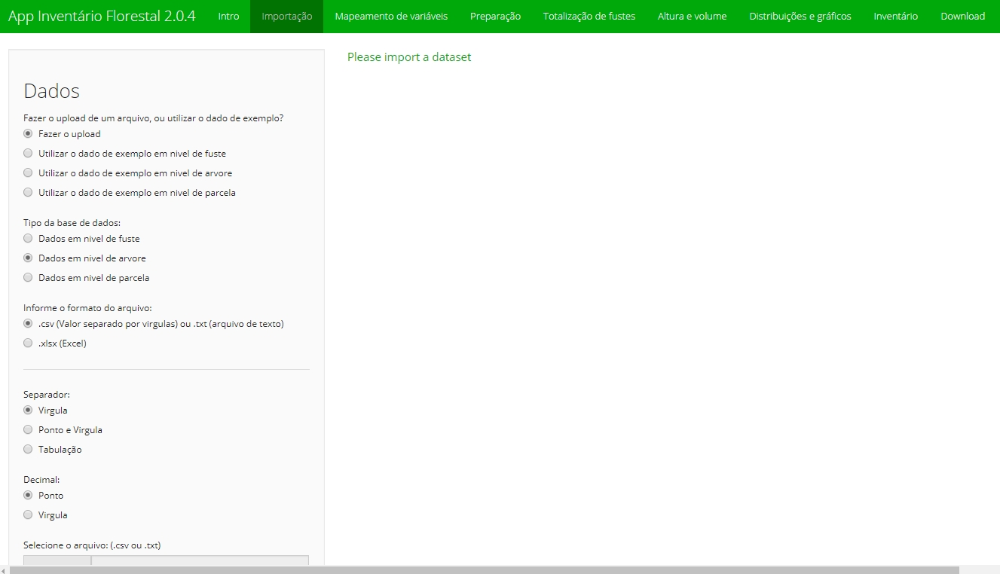 App Inventário Florestal 2.0.4 Intro Importação Mapeamento de variáveis Preparação Totalização de fustes Altura e volume Distribuições e gráficos Inventário Download
Please import a dataset
Dados
Fazer o upload de um arquivo, ou utilizar o dado de exemplo?
Fazer o upload
Utilizar o dado de exemplo em nivel de fuste
Utilizar o dado de exemplo em nivel de arvore
Utilizar o dado de exemplo em nivel de parcela
Tipo da base de dados:
Dados em nivel de fuste
Dados em nivel de arvore
Dados em nivel de parcela
Informe o formato do arquivo:
.csv (Valor separado por virgulas) ou .txt (arquivo de texto)
.xlsx (Excel)
Separador:
Virgula
Ponto e Virgula
Tabulação
Decimal:
Ponto
Virgula
Selecione o arquivo: (.csv ou .txt)